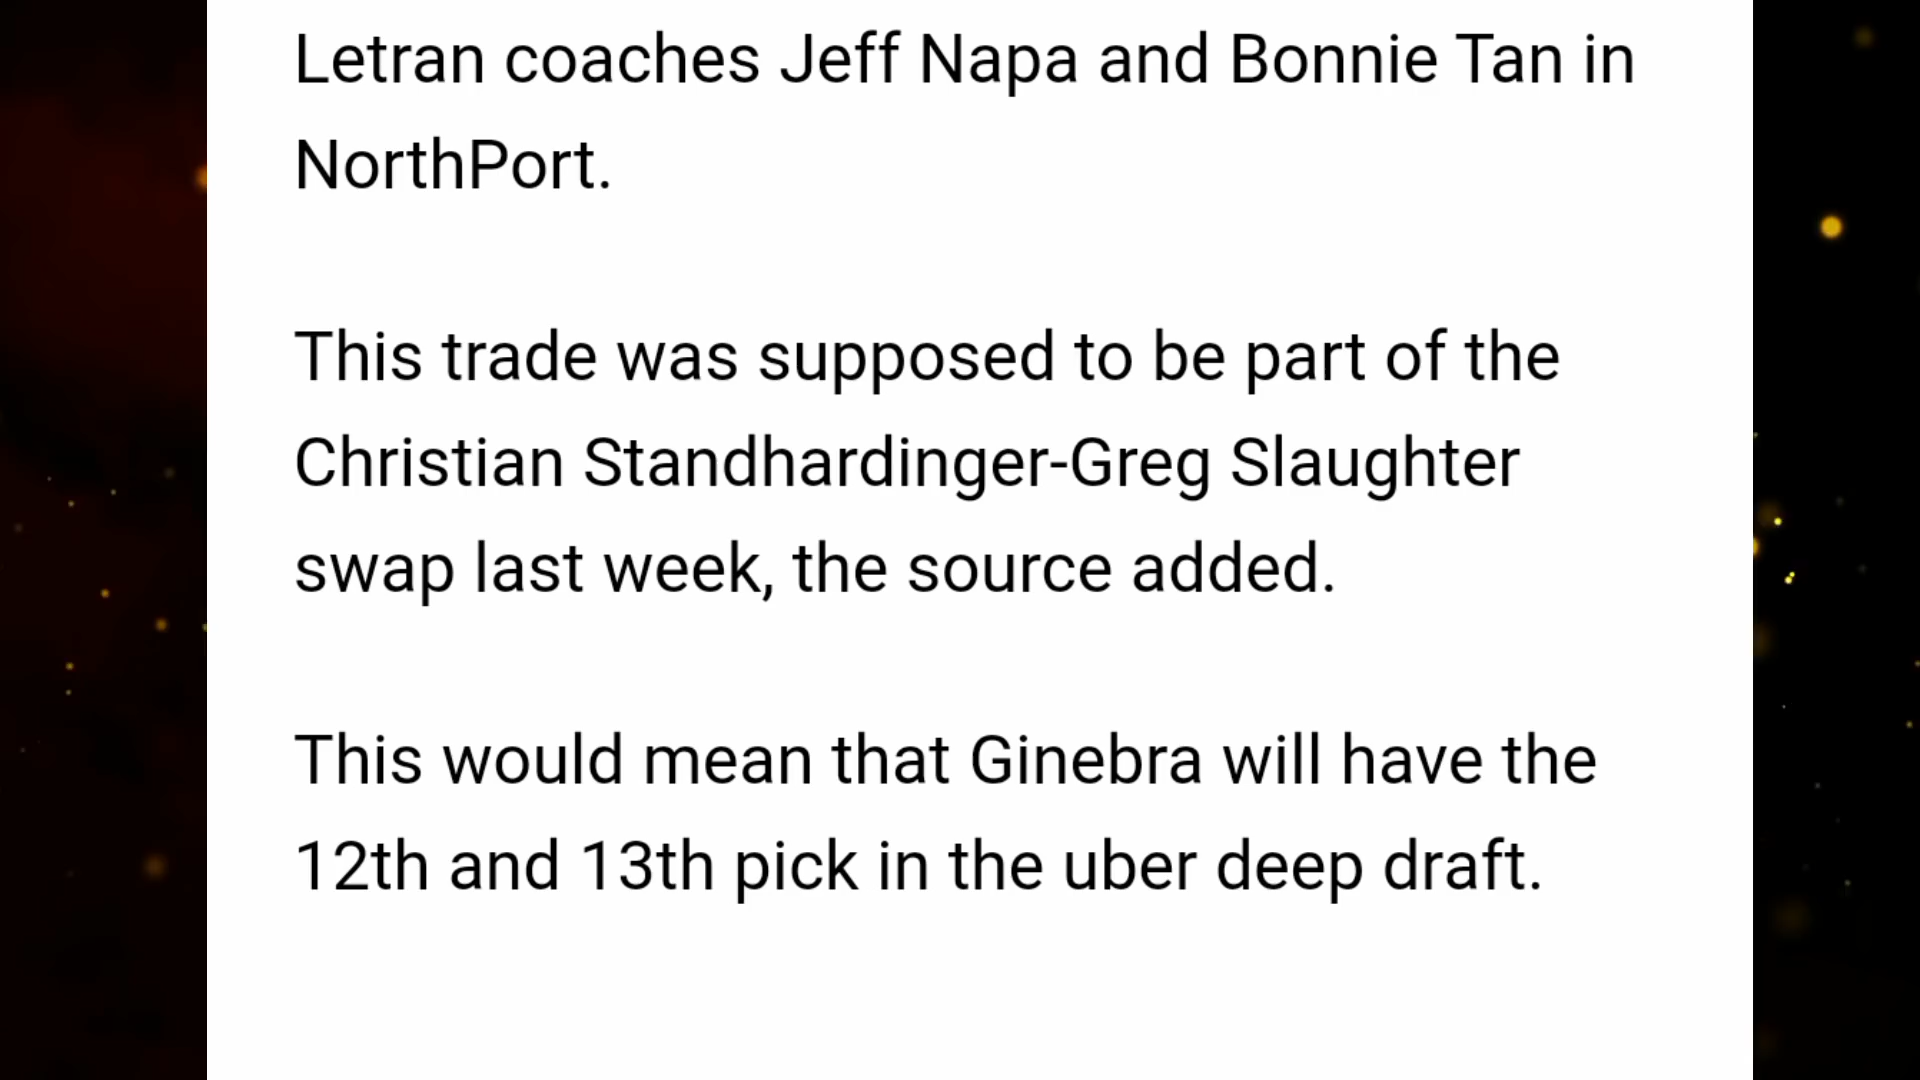 Letran coaches Jeff Napa and Bonnie Tan in
NorthPort.
This trade was supposed to be part of the
Christian Standhardinger-Greg Slaughter
swap last week, the source added.
This would mean that Ginebra will have the
12th and 13th pick in the uber deep draft.